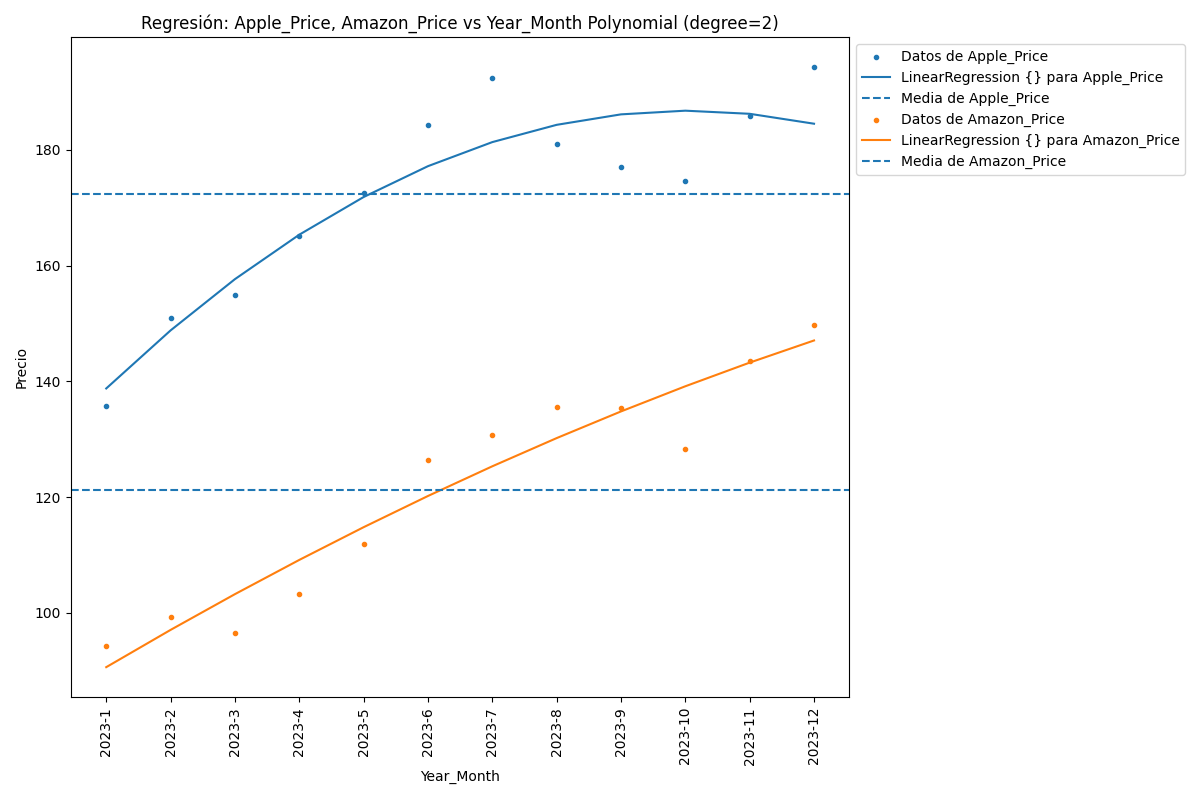 Regresión: Apple_Price, Amazon_Price vs Year_Month Polynomial (degree=2)
Datos de Apple_Price
LinearRegression {} para Apple_Price
Media de Apple_Price
Datos de Amazon_Price
LinearRegression {} para Amazon_Price
Media de Amazon_Price
Precio
180
160
140
120
100
2023-1
2023-2
2023-3
2023-4
2023-5
2023-6
2023-7
2023-8
2023-9
2023-10
2023-11
2023-12
Year_Month